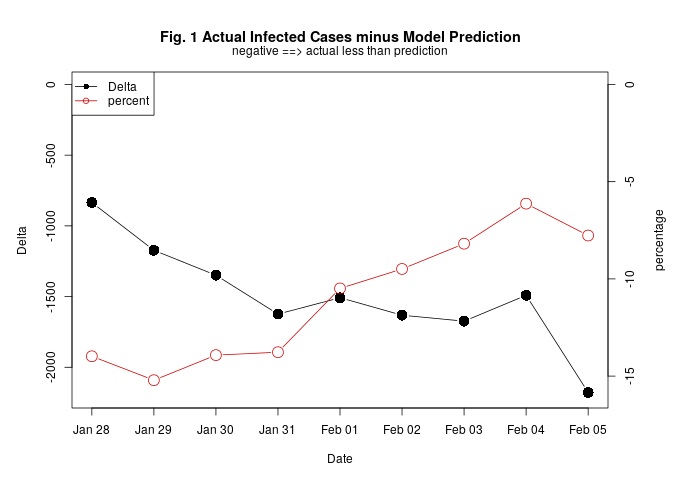 Fig. 1 Actual Infected Cases minus Model Prediction
negative ==> actual less than prediction
Delta
percent
0
-500
-1000
-1500
-2000
Delta
0
-5
-10
-15
percentage
Jan 28 Jan 29 Jan 30 Jan 31 Feb 01 Feb 02 Feb 03 Feb 04 Feb 05
Date